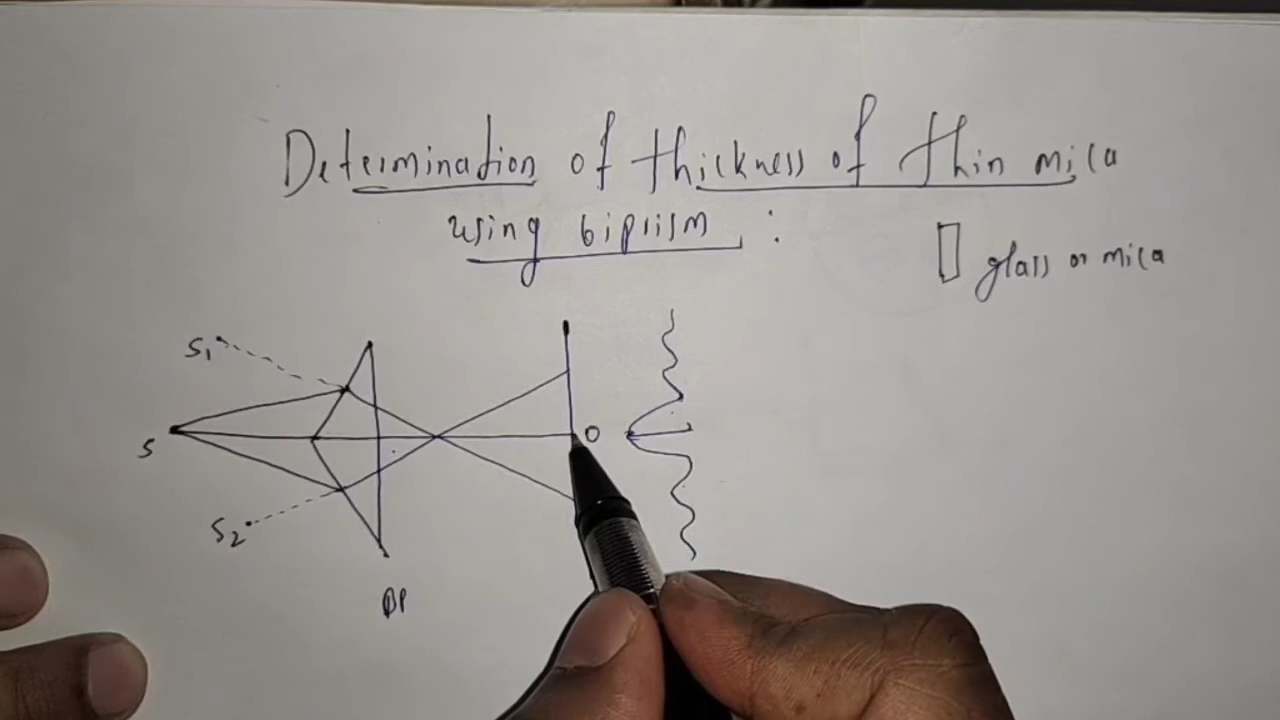 Determination of thickness of thin mica
using biprism :
glass or mica
S1
S
O
S2
BP